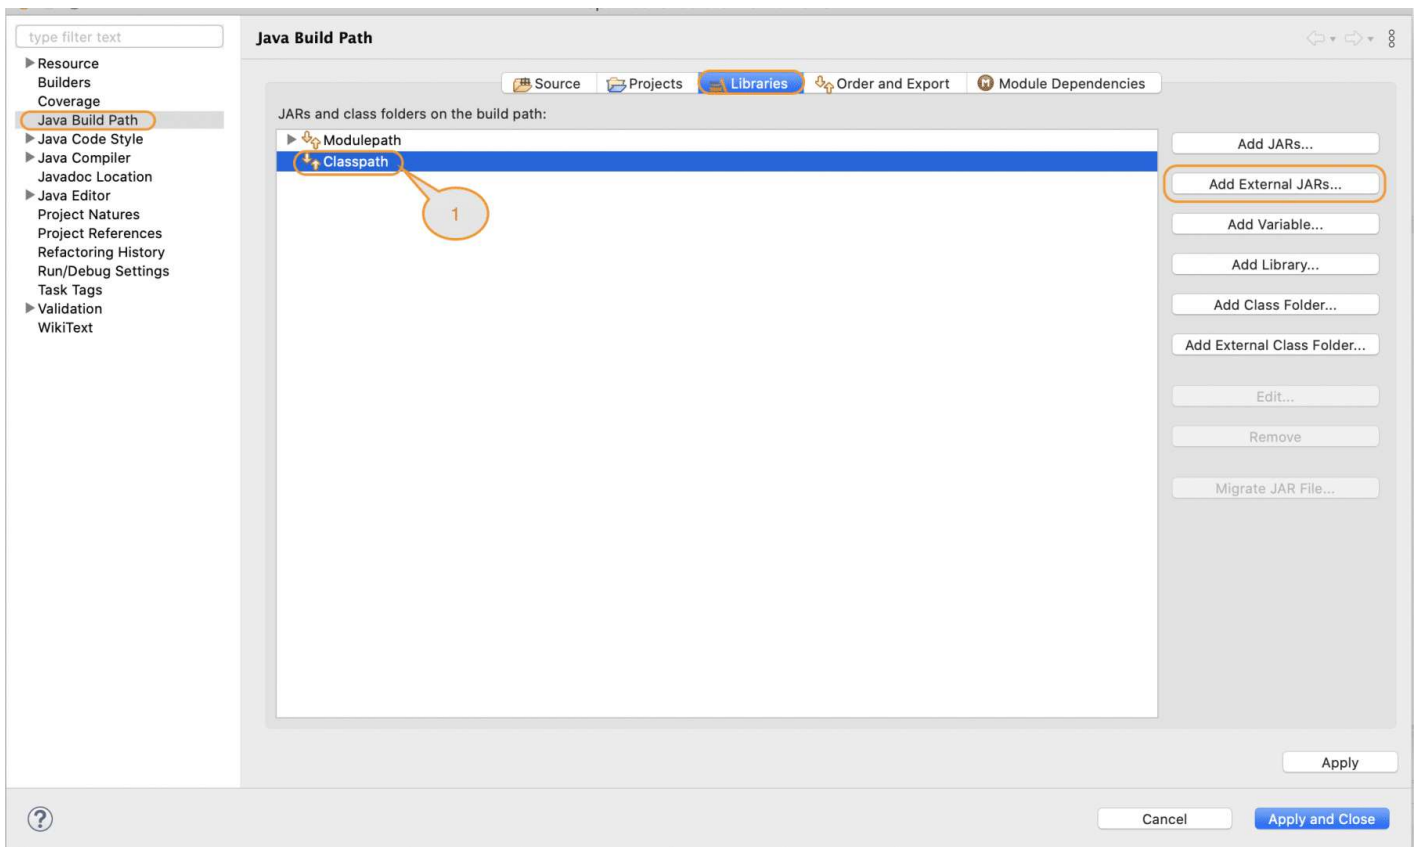 type filter text
Java Build Path
Resource
Builders
Coverage
Java Build Path
Java Code Style
Java Compiler
Javadoc Location
Java Editor
Project Natures
Project References
Refactoring History
Run/Debug Settings
Task Tags
Validation
WikiText
Source Projects Libraries Order and Export Module Dependencies
JARs and class folders on the build path:
Modulepath
Classpath
1
Add JARs...
Add External JARs...
Add Variable...
Add Library...
Add Class Folder...
Add External Class Folder...
Edit...
Remove
Migrate JAR File...
Apply
?
Cancel Apply and Close